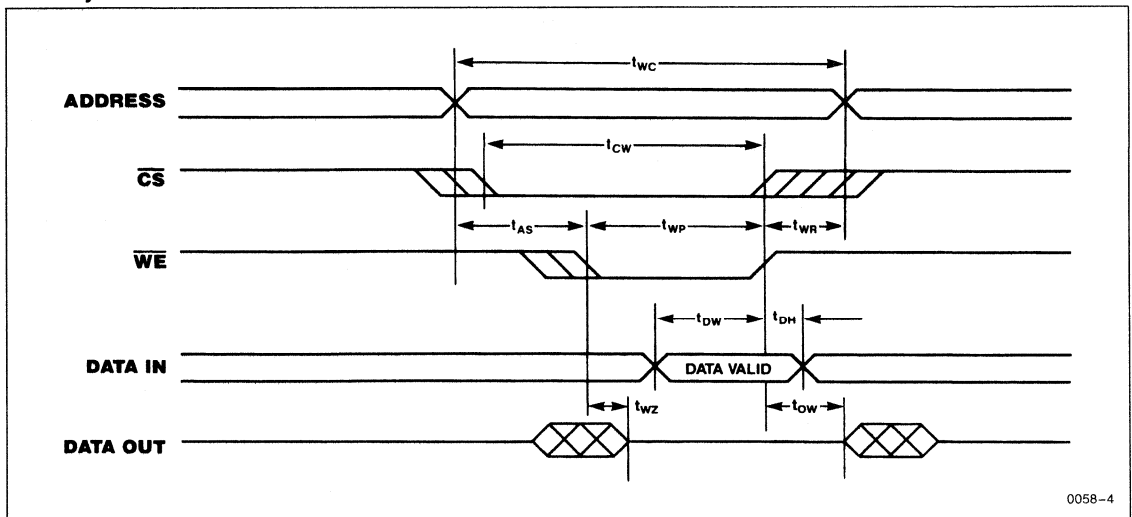 tWC
ADDRESS
tCW
CS
tAS tWP tWR
WE
tDW tDH
DATA IN DATA VALID
tWZ tOW
DATA OUT
0058-4